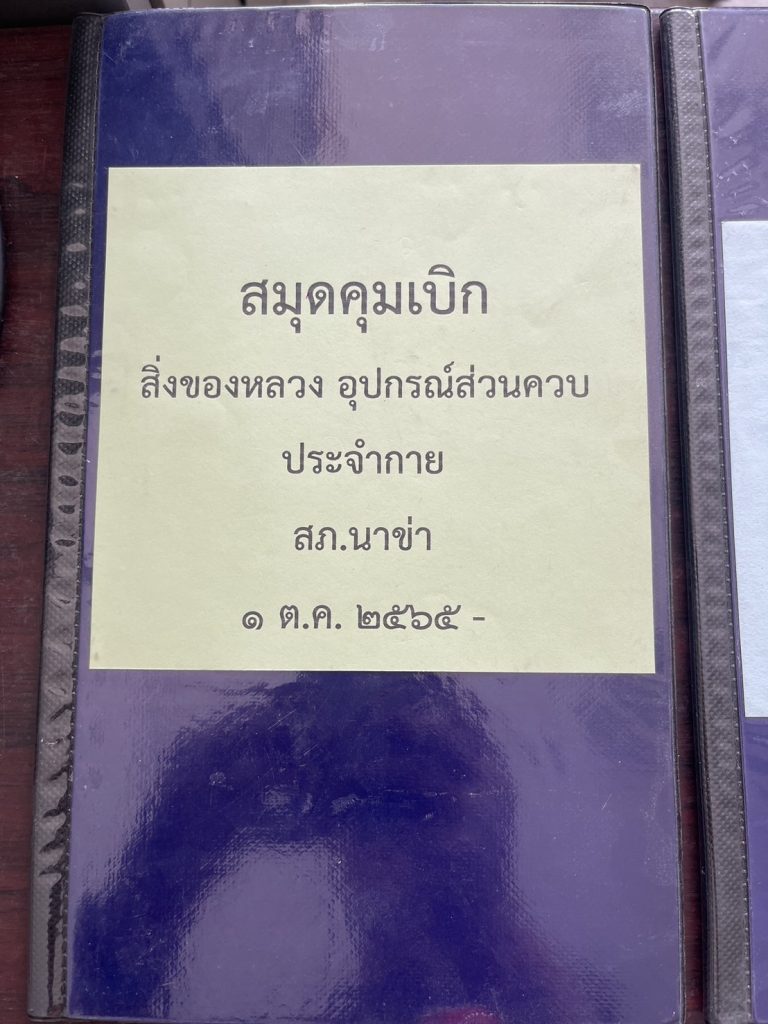 สมุดคุมเบิก
สิ่งของหลวง อุปกรณ์ส่วนควบ
ประจำกาย
สภ.นาข่า
๑ ต.ค. ๒๕๖๕ -